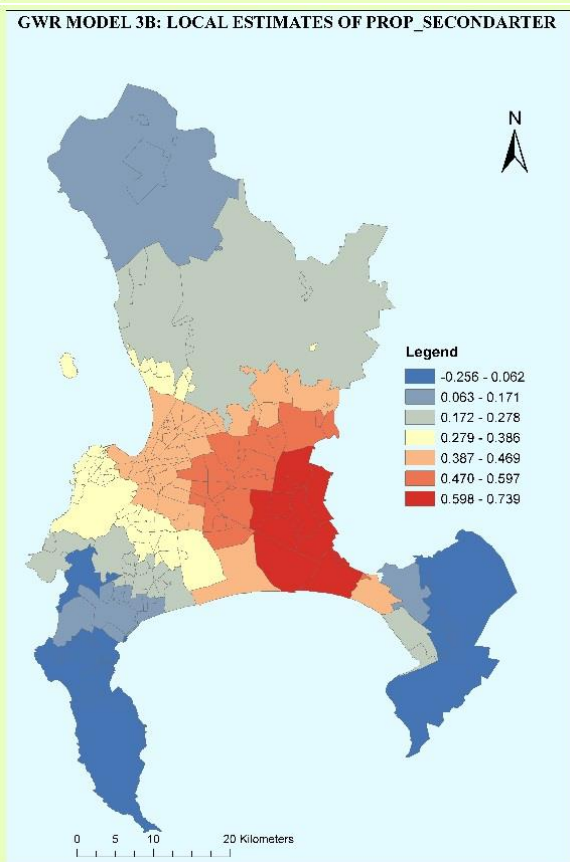 GWR MODEL 3B: LOCAL ESTIMATES OF PROP_SECONDARTER
N
Legend
-0.256 - 0.062
0.063 - 0.171
0.172 - 0.278
0.279 - 0.386
0.387 - 0.469
0.470 - 0.597
0.598 - 0.739
0 5 10 20 Kilometers